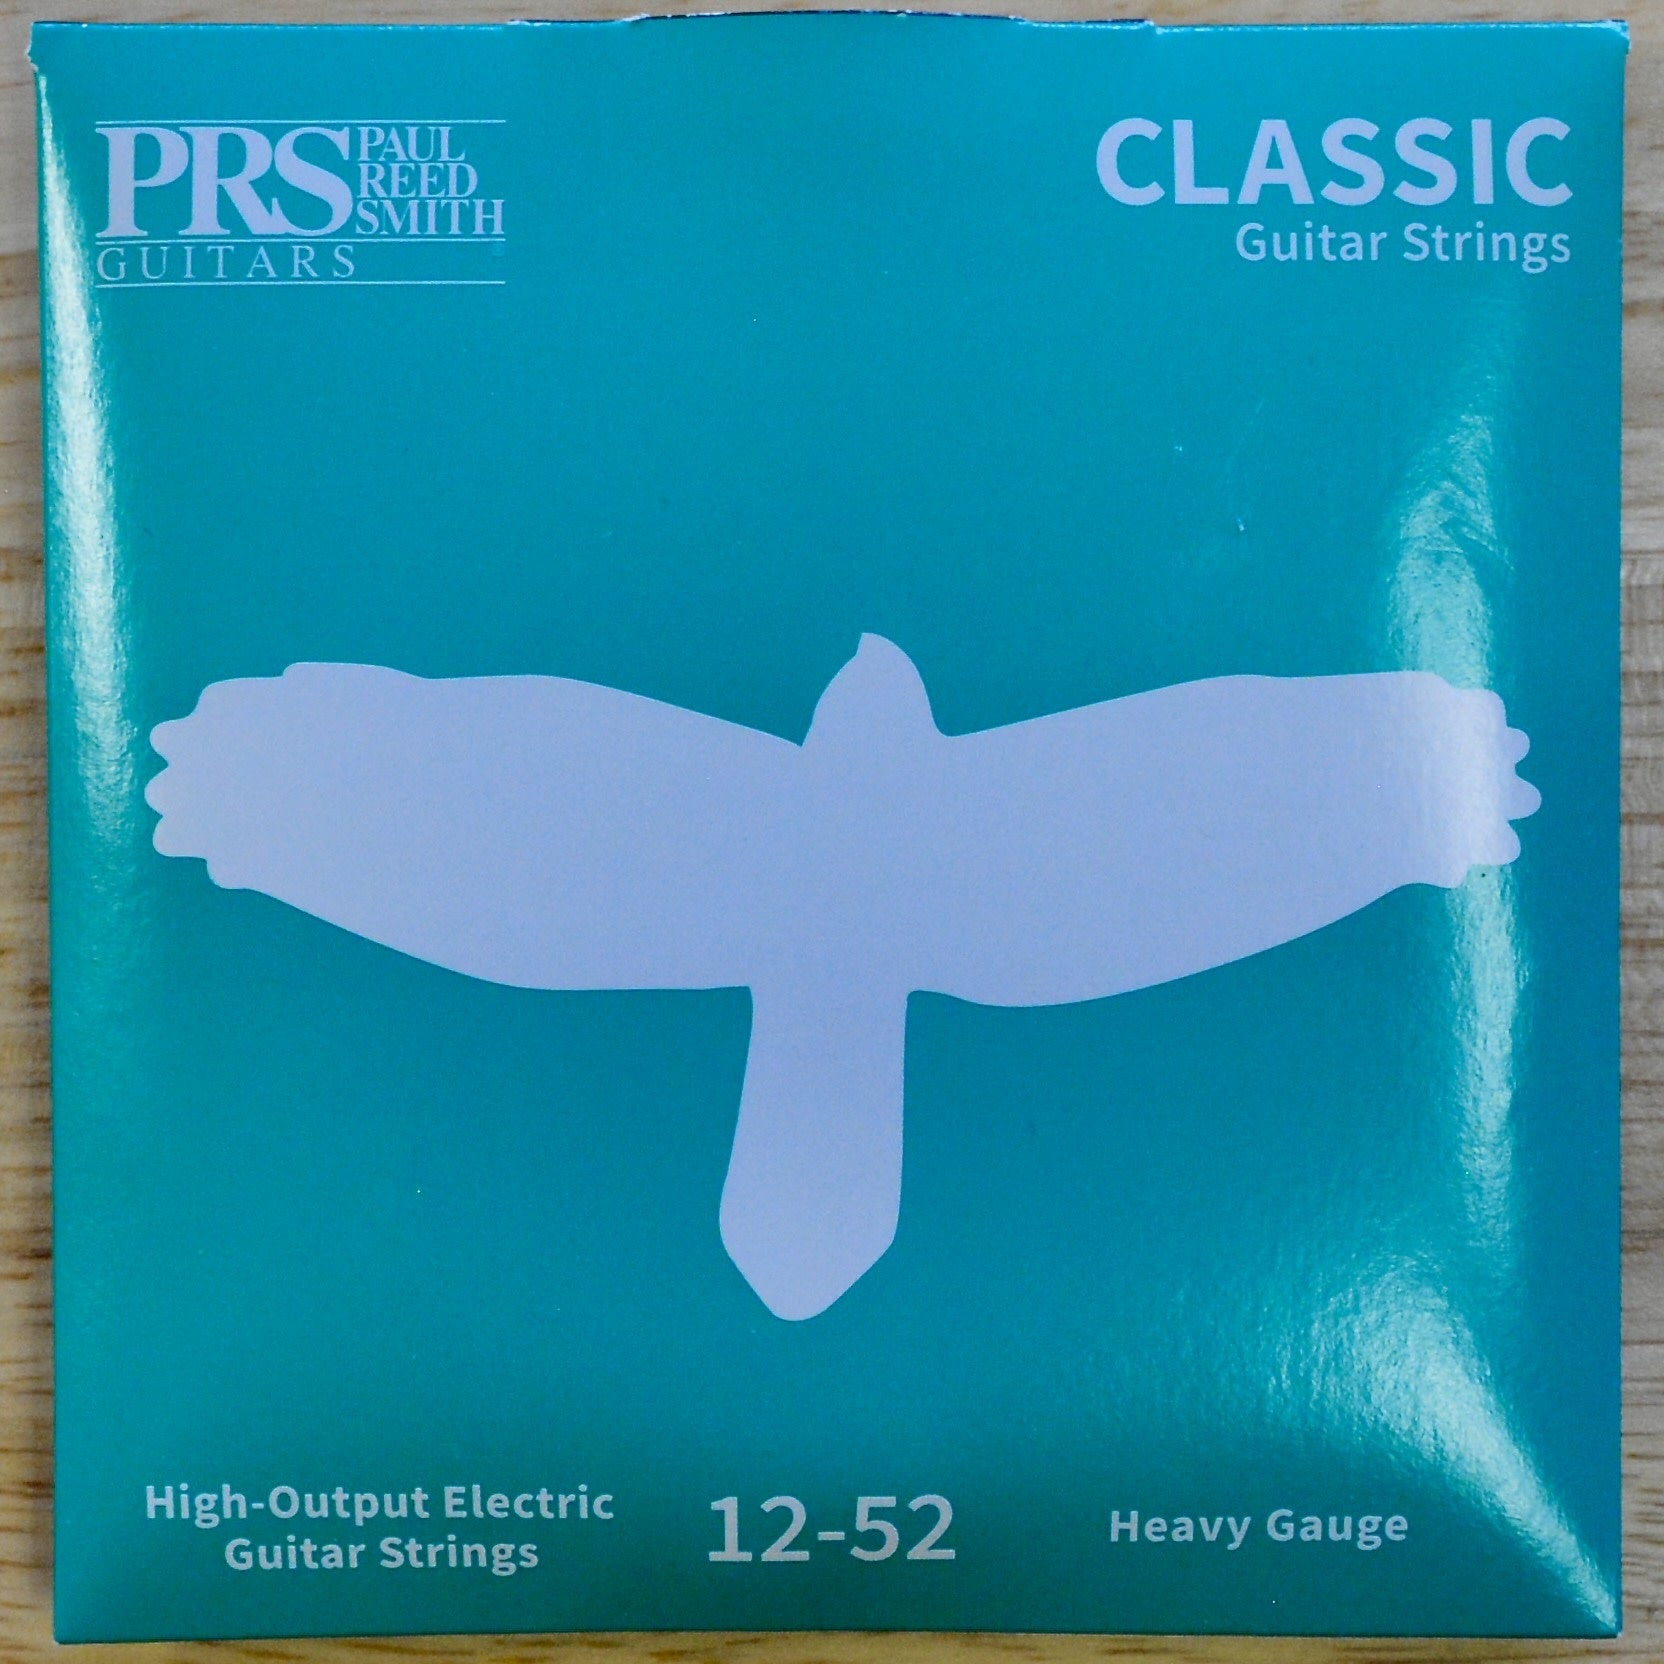 PRS PAUL
REED
SMITH
GUITARS
CLASSIC
Guitar Strings
High-Output Electric
Guitar Strings
12-52
Heavy Gauge